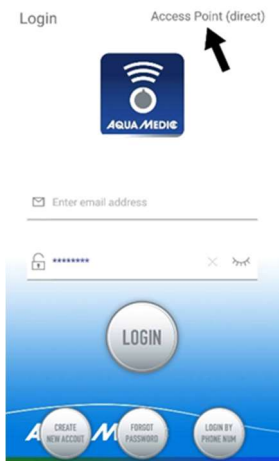 Login
Access Point (direct)
AQUA MEDIC
Enter email address
********
LOGIN
A
CREATE
NEW ACCOUT
M
FORGOT
PASSWORD
LOGIN BY
PHONE NUM